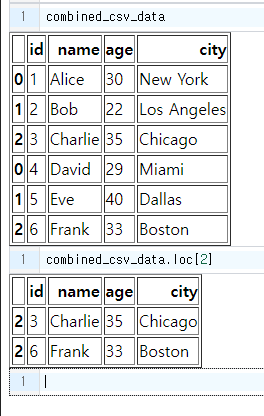 1 combined_csv_data
id name age city
0 1 Alice 30 New York
1 2 Bob 22 Los Angeles
2 3 Charlie 35 Chicago
0 4 David 29 Miami
1 5 Eve 40 Dallas
2 6 Frank 33 Boston
1 combined_csv_data.loc[2]
id name age city
2 3 Charlie 35 Chicago
2 6 Frank 33 Boston
1